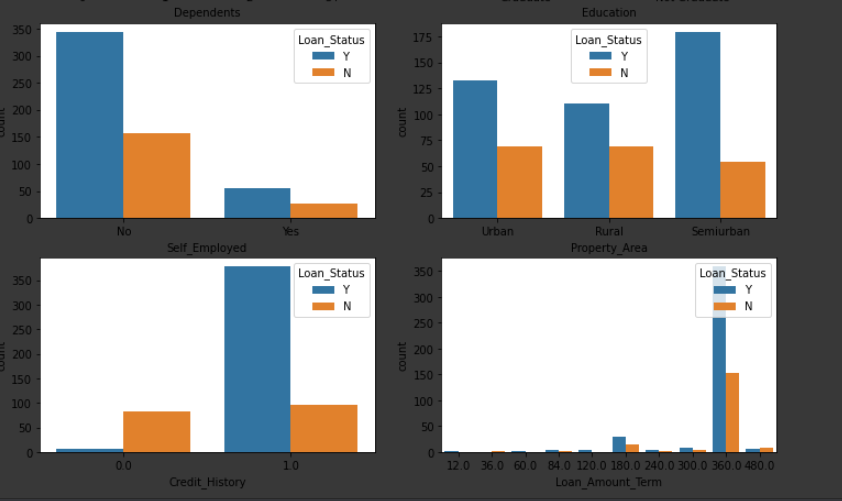 Dependents
Education
350
300
250
200
150
100
50
0
count
Loan_Status
Y
N
No
Yes
Self_Employed
175
150
125
100
75
50
25
0
count
Loan_Status
Y
N
Urban
Rural
Semiurban
Property_Area
350
300
250
200
150
100
50
0
count
Loan_Status
Y
N
0.0
1.0
Credit_History
350
300
250
200
150
100
50
0
count
Loan_Status
Y
N
12.0 36.0 60.0 84.0 120.0 180.0 240.0 300.0 360.0 480.0
Loan_Amount_Term